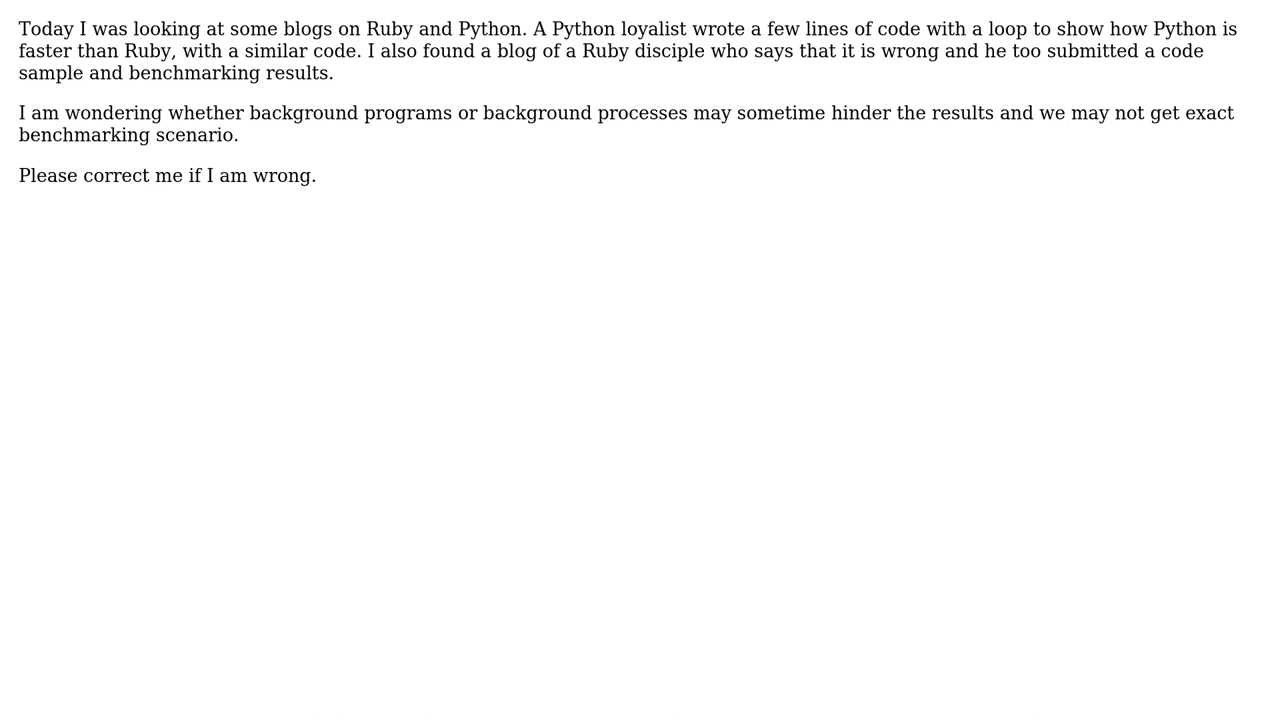 Today I was looking at some blogs on Ruby and Python. A Python loyalist wrote a few lines of code with a loop to show how Python is
faster than Ruby, with a similar code. I also found a blog of a Ruby disciple who says that it is wrong and he too submitted a code
sample and benchmarking results.
I am wondering whether background programs or background processes may sometime hinder the results and we may not get exact
benchmarking scenario.
Please correct me if I am wrong.